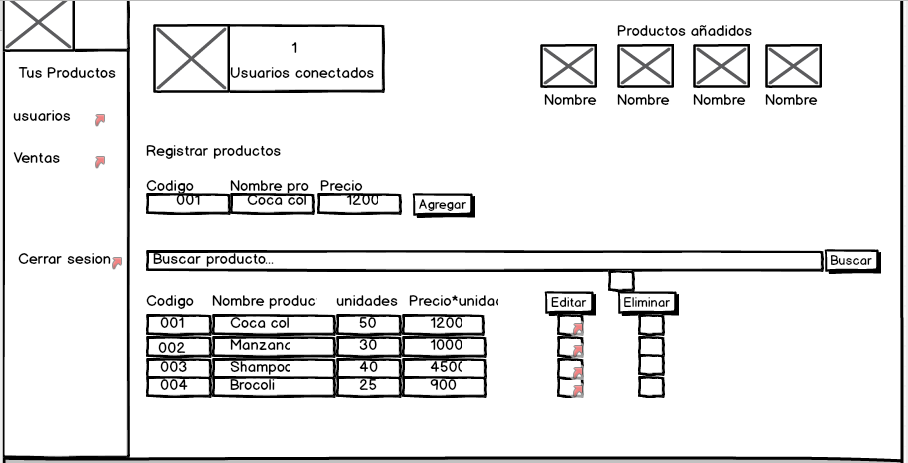 Tus Productos
usuarios
Ventas
Cerrar sesion
1
Usuarios conectados
Productos añadidos
Nombre Nombre Nombre Nombre
Registrar productos
Codigo Nombre pro Precio
001 Coca col 1200 Agregar
Buscar producto... Buscar
Codigo Nombre produc unidades Precio*unida Editar Eliminar
001 Coca col 50 1200
002 Manzanc 30 1000
003 Shampoc 40 4500
004 Brocoli 25 900